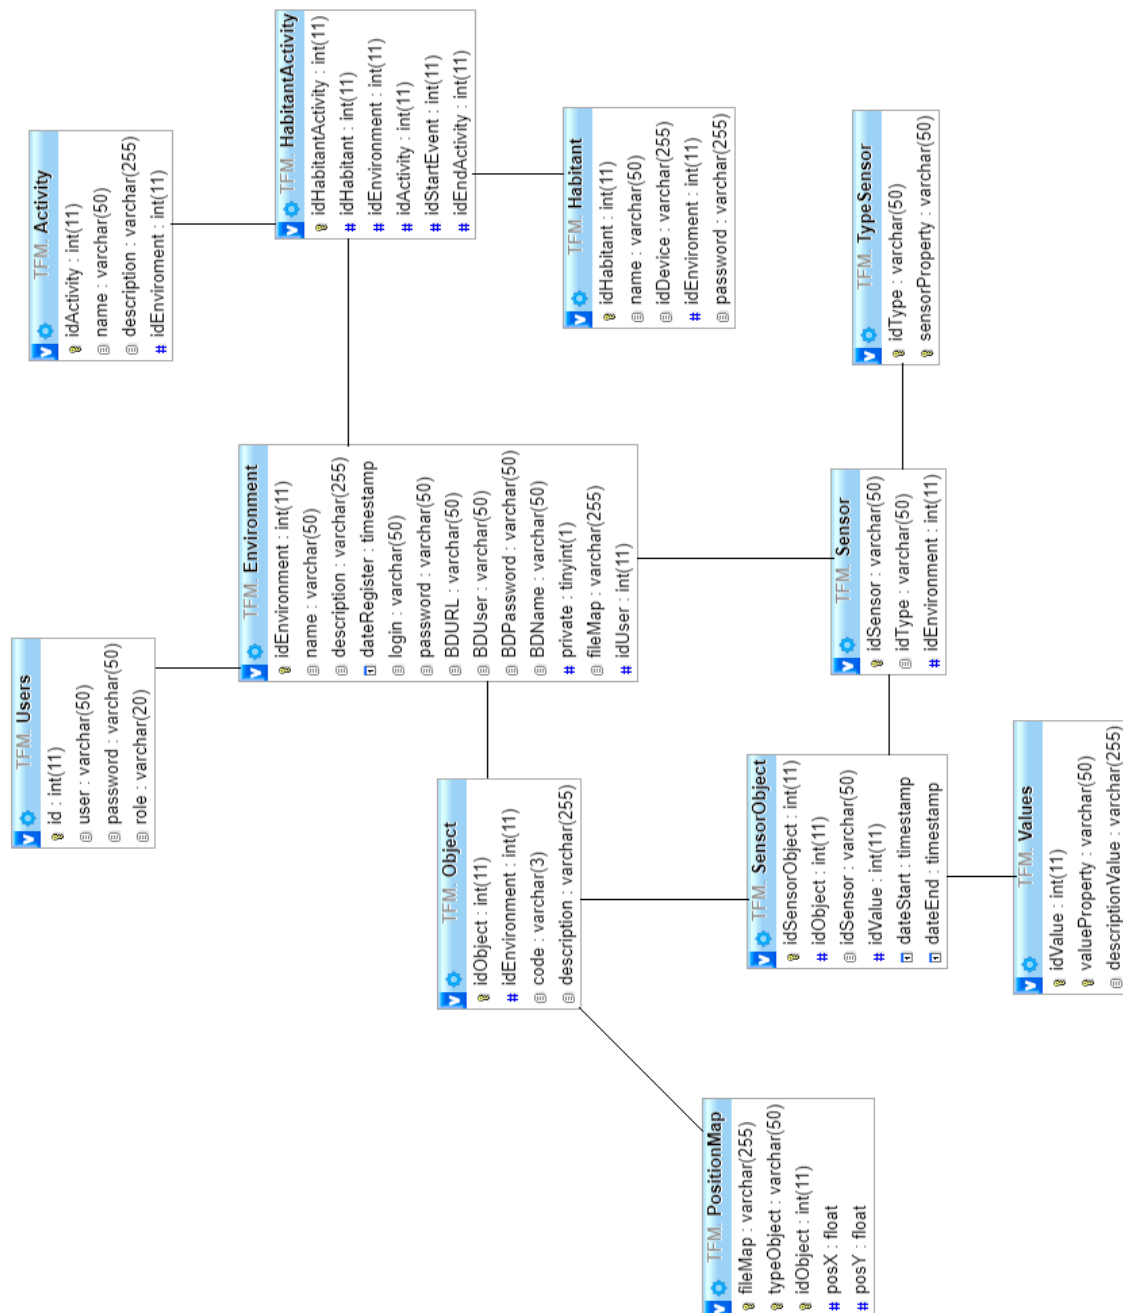 TFM. Activity
idActivity : int(11)
name : varchar(50)
description : varchar(255)
idEnviroment : int(11)
TFM. HabitantActivity
idHabitantActivity : int(11)
idHabitant : int(11)
idEnvironment : int(11)
idActivity : int(11)
idStartEvent : int(11)
idEndActivity : int(11)
TFM. Habitant
idHabitant : int(11)
name : varchar(50)
idDevice : varchar(255)
idEnviroment : int(11)
password : varchar(255)
TFM. TypeSensor
idType : varchar(50)
sensorProperty : varchar(50)
TFM. Users
id : int(11)
user : varchar(50)
password : varchar(50)
role : varchar(20)
TFM. Environment
idEnvironment : int(11)
name : varchar(50)
description : varchar(255)
dateRegister : timestamp
login : varchar(50)
password : varchar(50)
BDURL : varchar(50)
BDUser : varchar(50)
BDPassword : varchar(50)
BDName : varchar(50)
private : tinyint(1)
fileMap : varchar(255)
idUser : int(11)
TFM. Sensor
idSensor : varchar(50)
idType : varchar(50)
idEnvironment : int(11)
TFM. Object
idObject : int(11)
idEnvironment : int(11)
code : varchar(3)
description : varchar(255)
TFM. SensorObject
idSensorObject : int(11)
idObject : int(11)
idSensor : varchar(50)
idValue : int(11)
dateStart : timestamp
dateEnd : timestamp
TFM. Values
idValue : int(11)
valueProperty : varchar(50)
descriptionValue : varchar(255)
TFM. PositionMap
fileMap : varchar(255)
typeObject : varchar(50)
idObject : int(11)
posX : float
posY : float